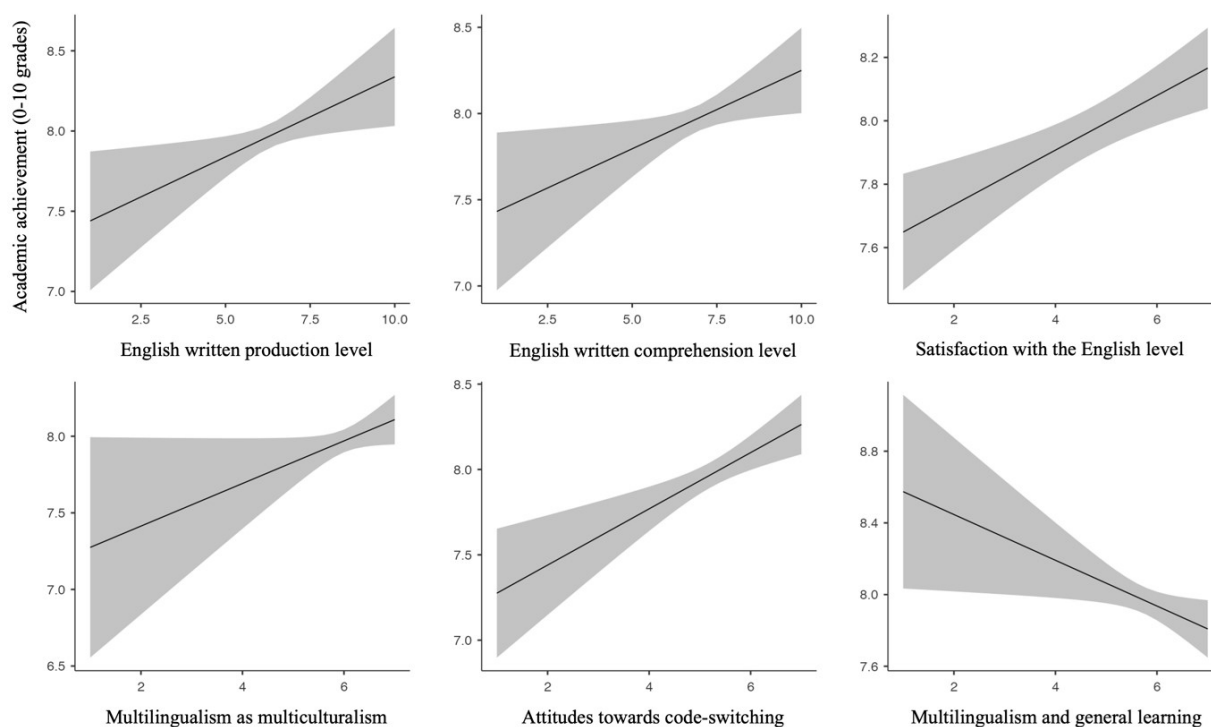 Academic achievement (0-10 grades)
8.5
8.0
7.5
7.0
2.5 5.0 7.5 10.0
English written production level
8.5
8.0
7.5
7.0
2.5 5.0 7.5 10.0
English written comprehension level
8.2
8.0
7.8
7.6
2 4 6
Satisfaction with the English level
8.0
7.5
7.0
6.5
2 4 6
Multilingualism as multiculturalism
8.5
8.0
7.5
7.0
2 4 6
Attitudes towards code-switching
8.8
8.4
8.0
7.6
2 4 6
Multilingualism and general learning